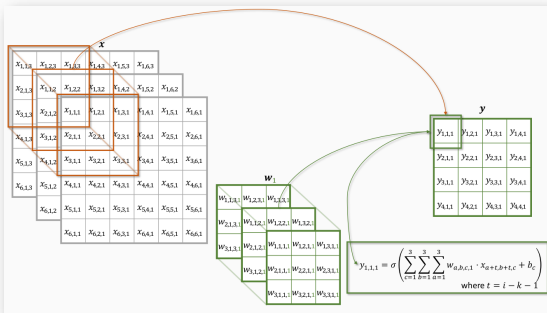 x
x₁,₁,₃ x₁,₂,₃ x₁,₃,₃ x₁,₄,₃ x₁,₅,₃ x₁,₆,₃
x₂,₁,₃ x₁,₁,₂ x₁,₂,₂ x₁,₃,₂ x₁,₄,₂ x₁,₅,₂ x₁,₆,₂
x₃,₁,₃ x₂,₁,₂ x₁,₁,₁ x₁,₂,₁ x₁,₃,₁ x₁,₄,₁ x₁,₅,₁ x₁,₆,₁
x₄,₁,₃ x₃,₁,₂ x₂,₁,₁ x₂,₂,₁ x₂,₃,₁ x₂,₄,₁ x₂,₅,₁ x₂,₆,₁
x₅,₁,₃ x₄,₁,₂ x₃,₁,₁ x₃,₂,₁ x₃,₃,₁ x₃,₄,₁ x₃,₅,₁ x₃,₆,₁
x₆,₁,₃ x₅,₁,₂ x₄,₁,₁ x₄,₂,₁ x₄,₃,₁ x₄,₄,₁ x₄,₅,₁ x₄,₆,₁
x₆,₁,₂ x₅,₁,₁ x₅,₂,₁ x₅,₃,₁ x₅,₄,₁ x₅,₅,₁ x₅,₆,₁
x₆,₁,₁ x₆,₂,₁ x₆,₃,₁ x₆,₄,₁ x₆,₅,₁ x₆,₆,₁
w₁
w₁,₁,₃,₁ w₁,₂,₃,₁ w₁,₃,₃,₁
w₂,₁,₃,₁ w₁,₁,₂,₁ w₁,₂,₂,₁ w₁,₃,₂,₁
w₃,₁,₃,₁ w₂,₁,₂,₁ w₁,₁,₁,₁ w₁,₂,₁,₁ w₁,₃,₁,₁
w₃,₁,₂,₁ w₂,₁,₁,₁ w₂,₂,₁,₁ w₂,₃,₁,₁
w₃,₁,₁,₁ w₃,₂,₁,₁ w₃,₃,₁,₁
y
y₁,₁,₁ y₁,₂,₁ y₁,₃,₁ y₁,₄,₁
y₂,₁,₁ y₂,₂,₁ y₂,₃,₁ y₂,₄,₁
y₃,₁,₁ y₃,₂,₁ y₃,₃,₁ y₃,₄,₁
y₄,₁,₁ y₄,₂,₁ y₄,₃,₁ y₄,₄,₁
y₁,₁,₁ = σ(∑³c=1 ∑³b=1 ∑³a=1 wₐ,b,c,₁ · xₐ₊t,b₊t,c + bc)
where t = i − k − 1